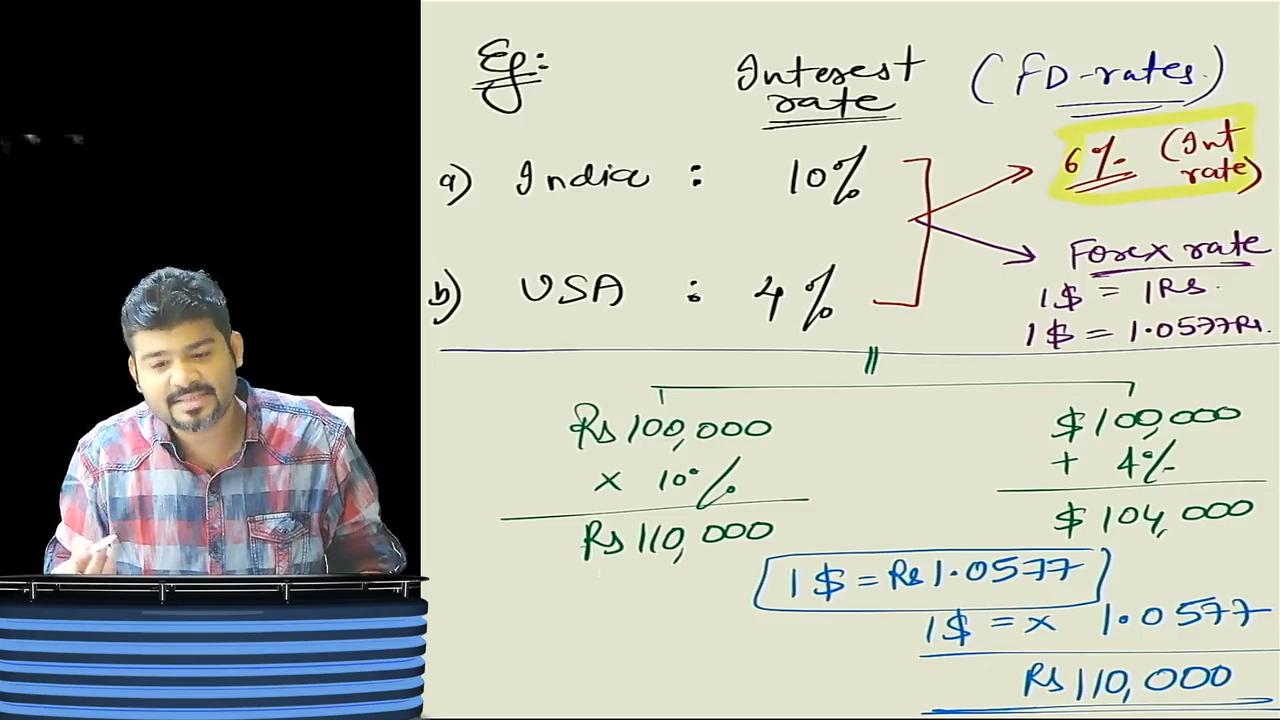 Eg:
Interest rate (FD-rates.)
a) India : 10%
6% (Int rate)
b) USA : 4%
Forex rate
1$ = 1Rs.
1$ = 1.0577Rs.
Rs 100,000
x 10%
Rs 110,000
$100,000
+ 4%
$ 104,000
1$ = Rs 1.0577
1$ = x 1.0577
Rs 110,000